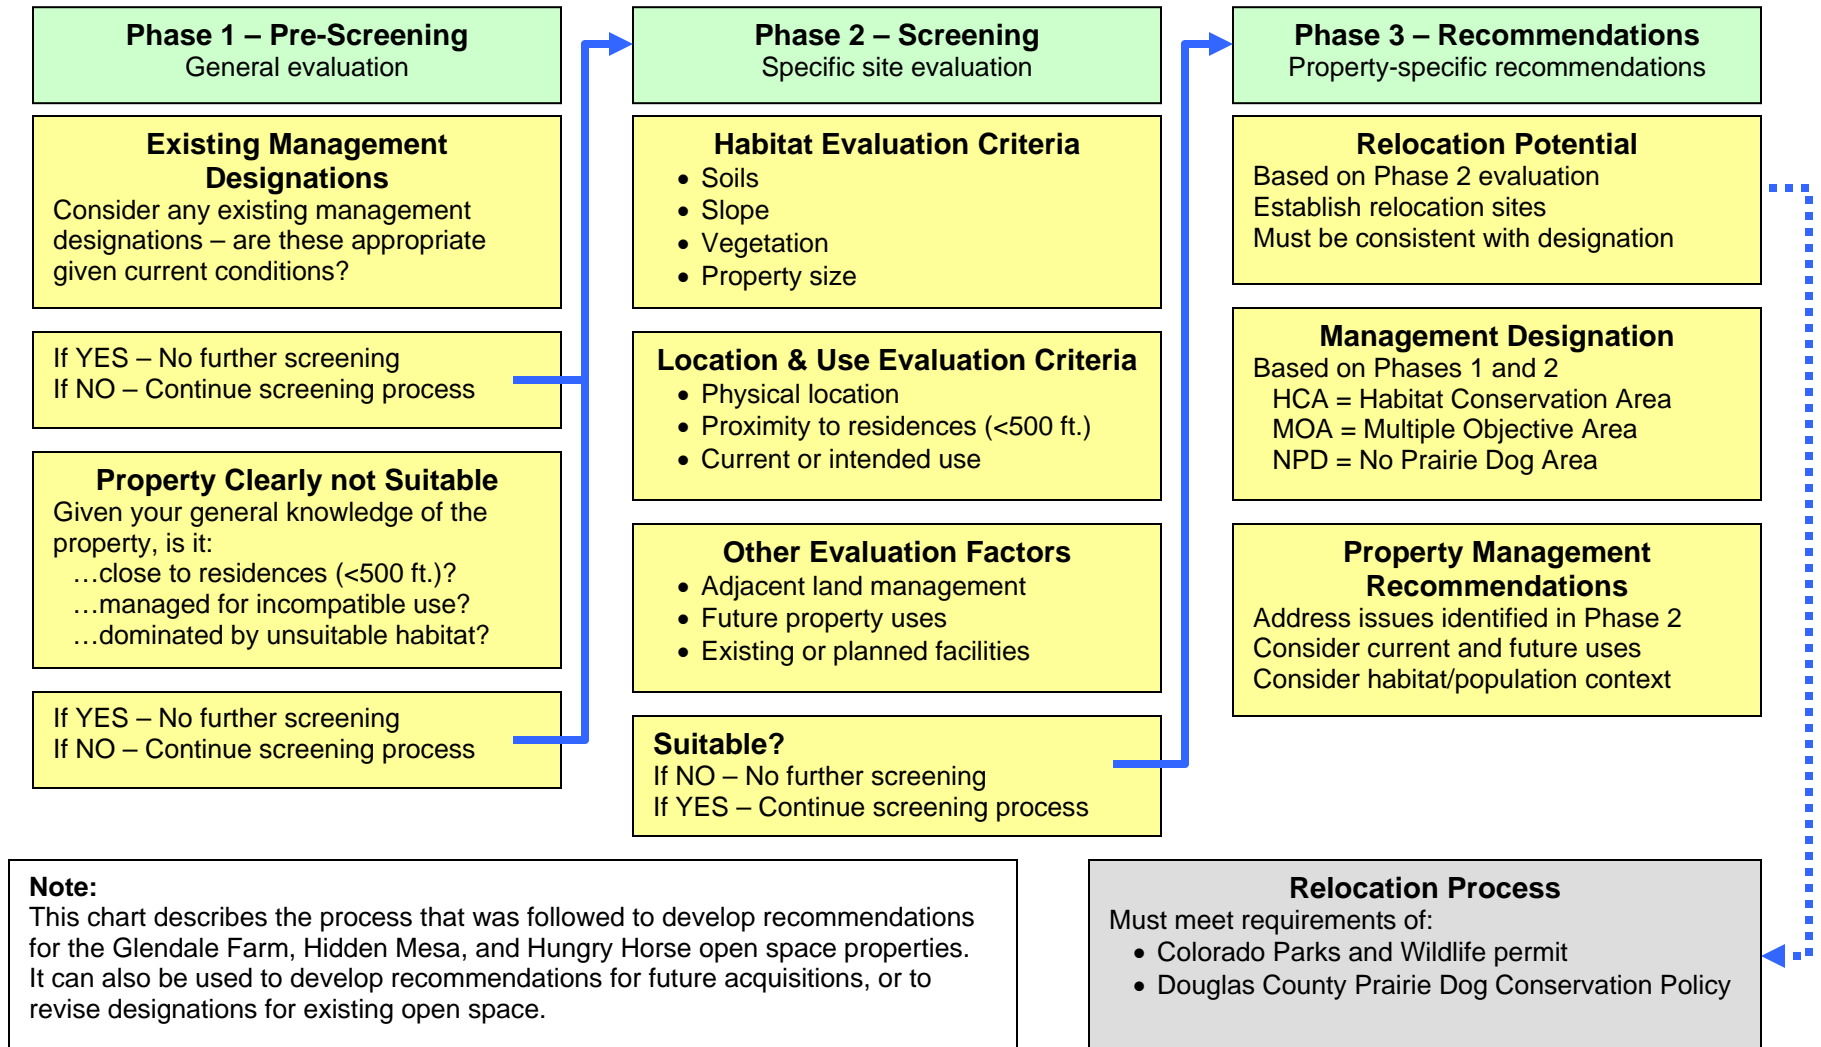 Phase 1 – Pre-Screening
General evaluation
Existing Management
Designations
Consider any existing management
designations – are these appropriate
given current conditions?
If YES – No further screening
If NO – Continue screening process
Property Clearly not Suitable
Given your general knowledge of the
property, is it:
…close to residences (<500 ft.)?
…managed for incompatible use?
…dominated by unsuitable habitat?
If YES – No further screening
If NO – Continue screening process
Phase 2 – Screening
Specific site evaluation
Habitat Evaluation Criteria
• Soils
• Slope
• Vegetation
• Property size
Location & Use Evaluation Criteria
• Physical location
• Proximity to residences (<500 ft.)
• Current or intended use
Other Evaluation Factors
• Adjacent land management
• Future property uses
• Existing or planned facilities
Suitable?
If NO – No further screening
If YES – Continue screening process
Phase 3 – Recommendations
Property-specific recommendations
Relocation Potential
Based on Phase 2 evaluation
Establish relocation sites
Must be consistent with designation
Management Designation
Based on Phases 1 and 2
HCA = Habitat Conservation Area
MOA = Multiple Objective Area
NPD = No Prairie Dog Area
Property Management
Recommendations
Address issues identified in Phase 2
Consider current and future uses
Consider habitat/population context
Note:
This chart describes the process that was followed to develop recommendations
for the Glendale Farm, Hidden Mesa, and Hungry Horse open space properties.
It can also be used to develop recommendations for future acquisitions, or to
revise designations for existing open space.
Relocation Process
Must meet requirements of:
• Colorado Parks and Wildlife permit
• Douglas County Prairie Dog Conservation Policy